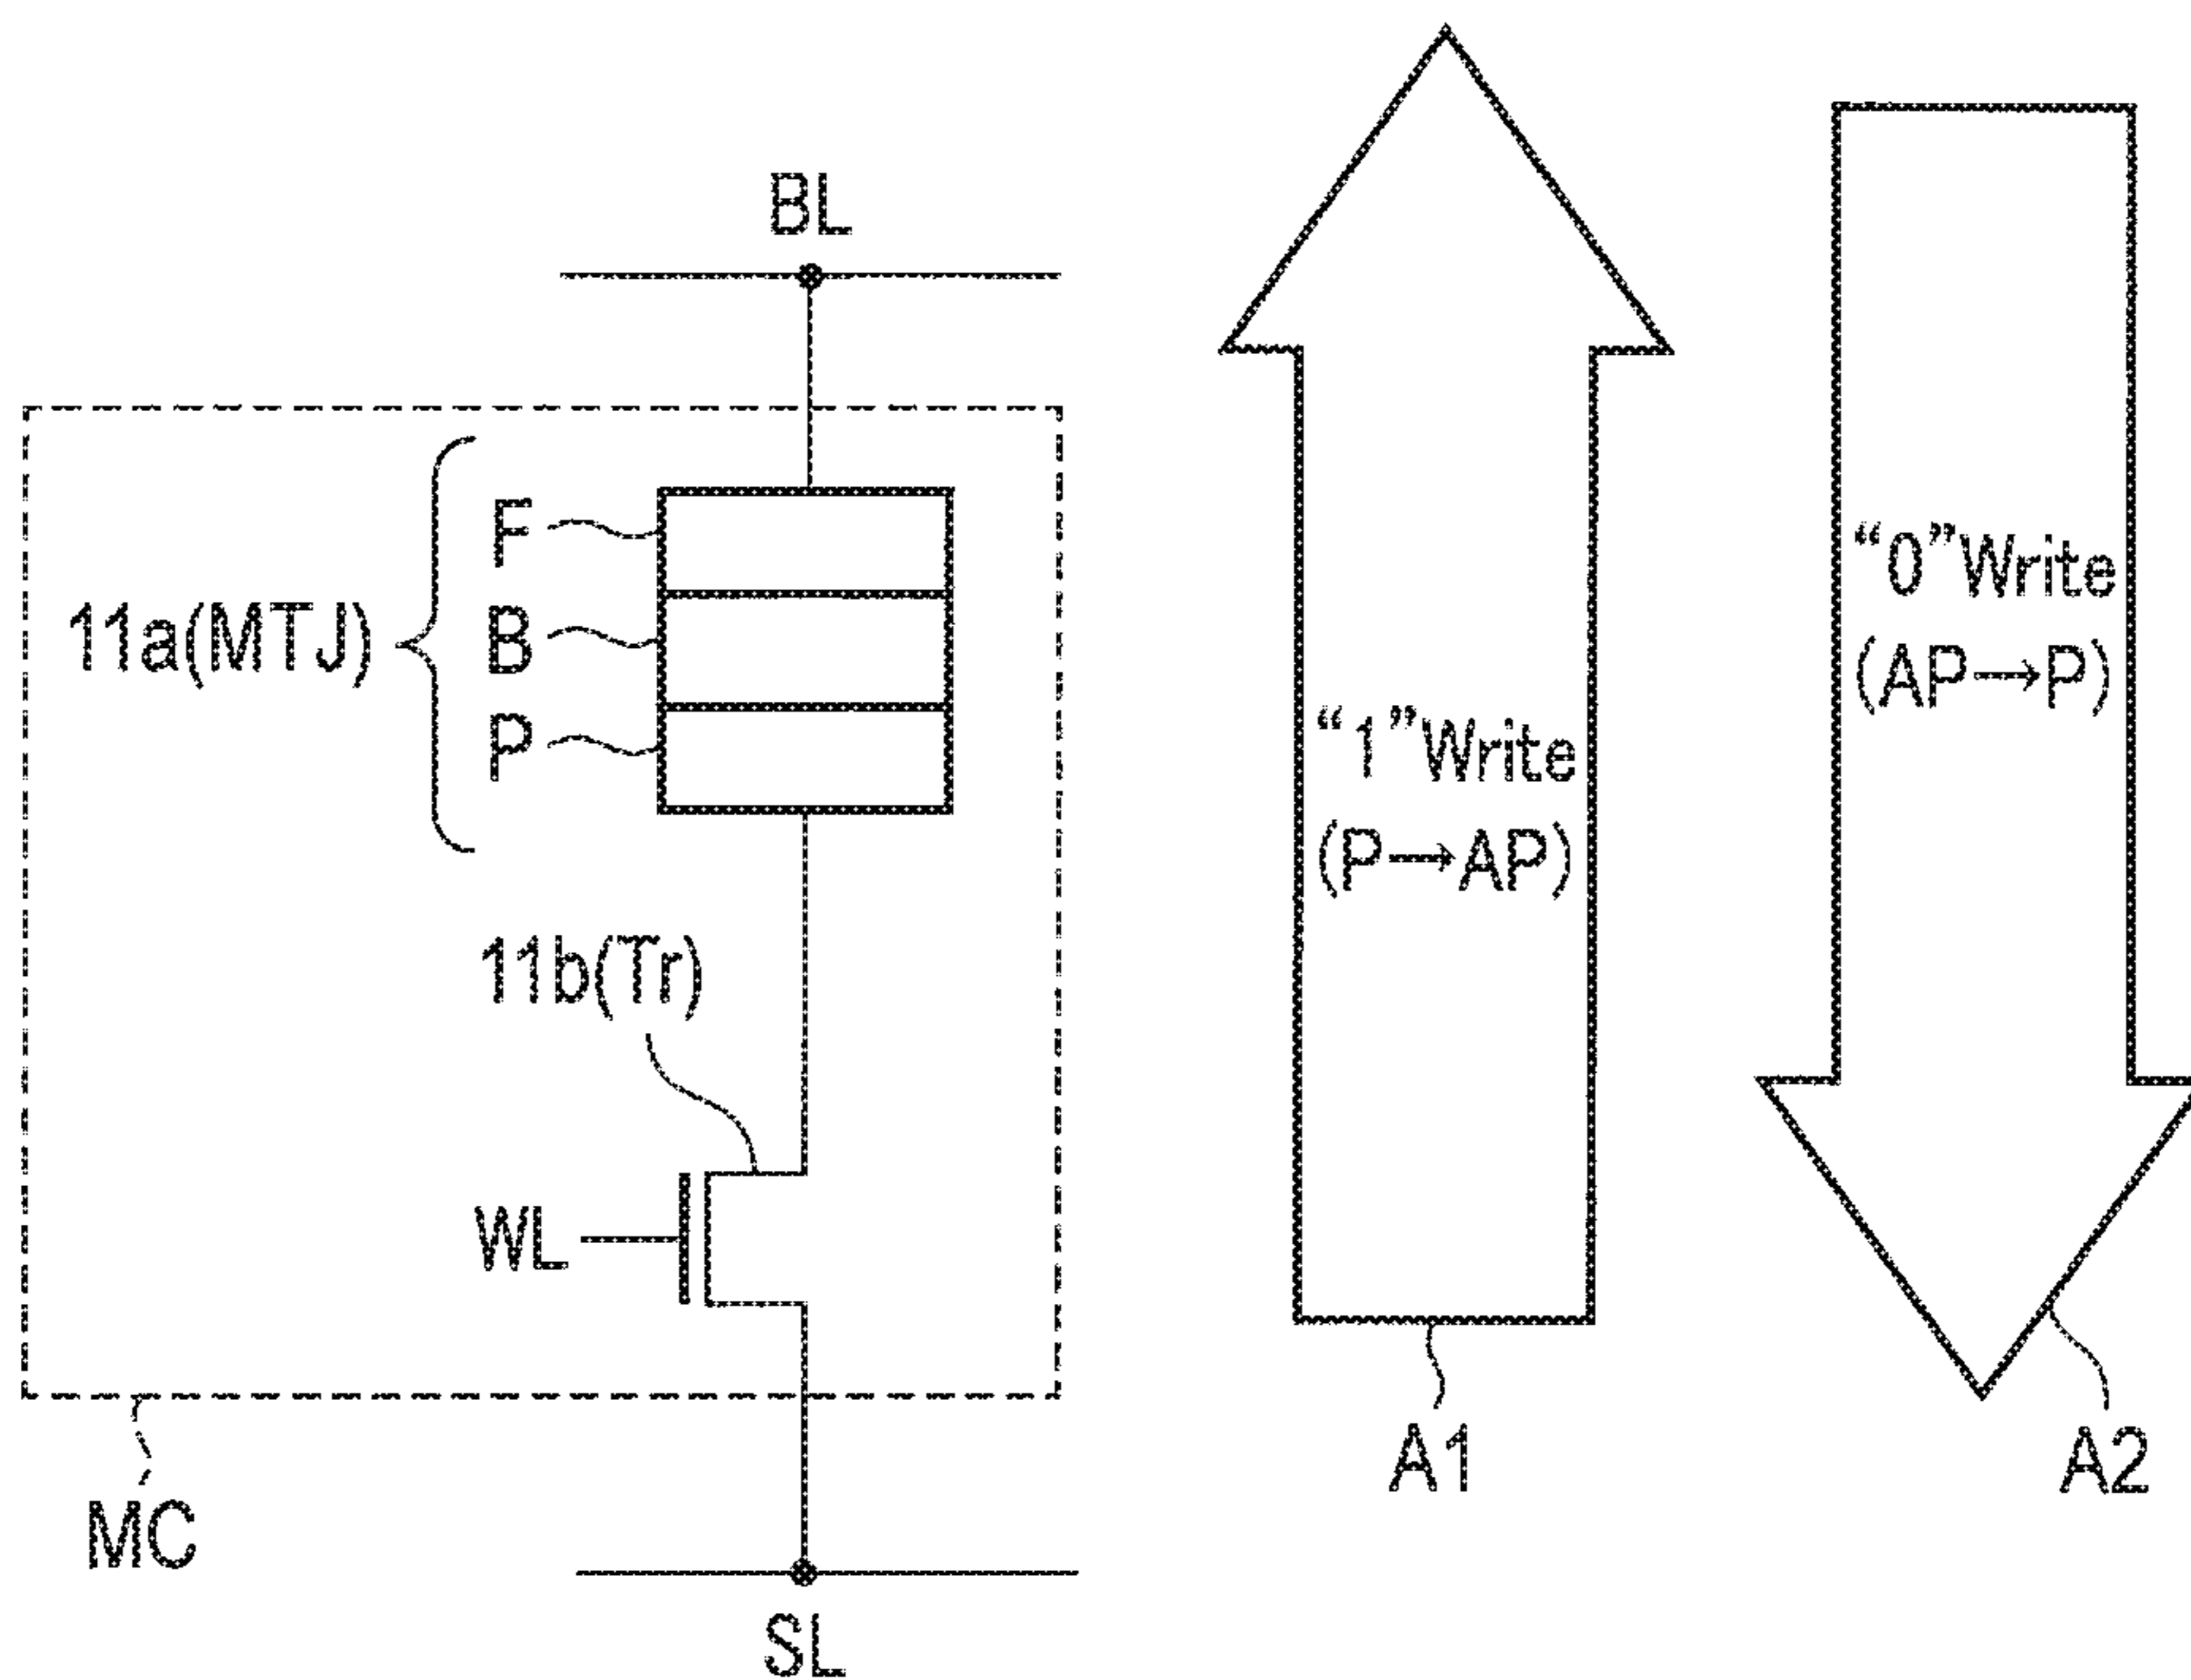 BL
F
11a(MTJ)
B
P
11b(Tr)
WL
MC
SL
“1”Write
(P→AP)
A1
“0”Write
(AP→P)
A2